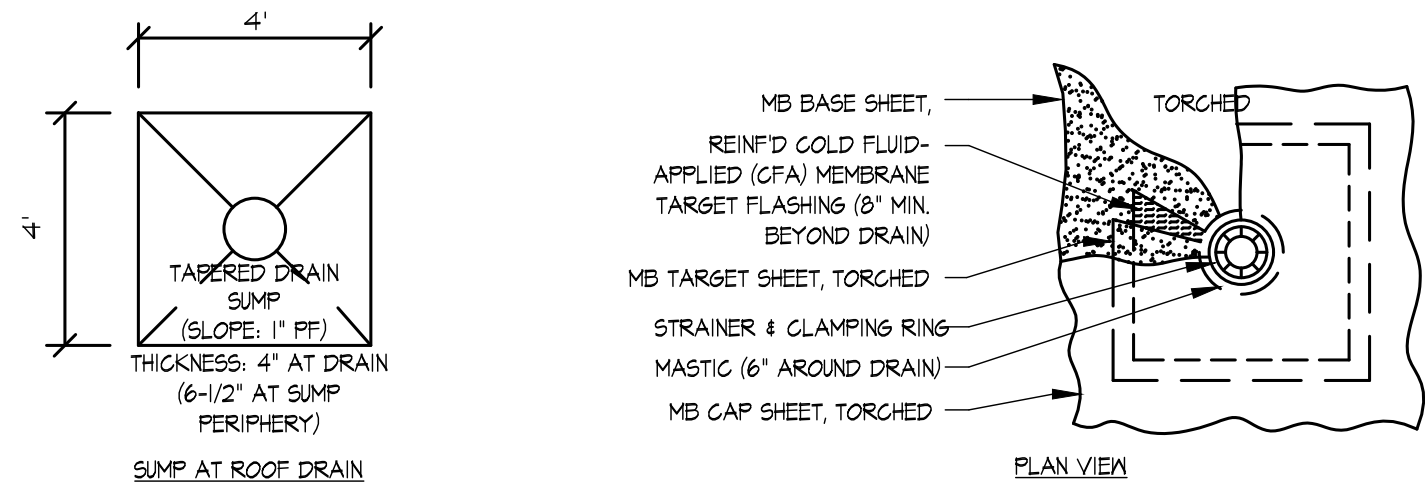 4'
4'
TAPERED DRAIN
SUMP
(SLOPE: 1" PF)
THICKNESS: 4" AT DRAIN
(6-1/2" AT SUMP
PERIPHERY)
SUMP AT ROOF DRAIN
MB BASE SHEET, TORCHED
REINF'D COLD FLUID-
APPLIED (CFA) MEMBRANE
TARGET FLASHING (8" MIN.
BEYOND DRAIN)
MB TARGET SHEET, TORCHED
STRAINER & CLAMPING RING
MASTIC (6" AROUND DRAIN)
MB CAP SHEET, TORCHED
PLAN VIEW